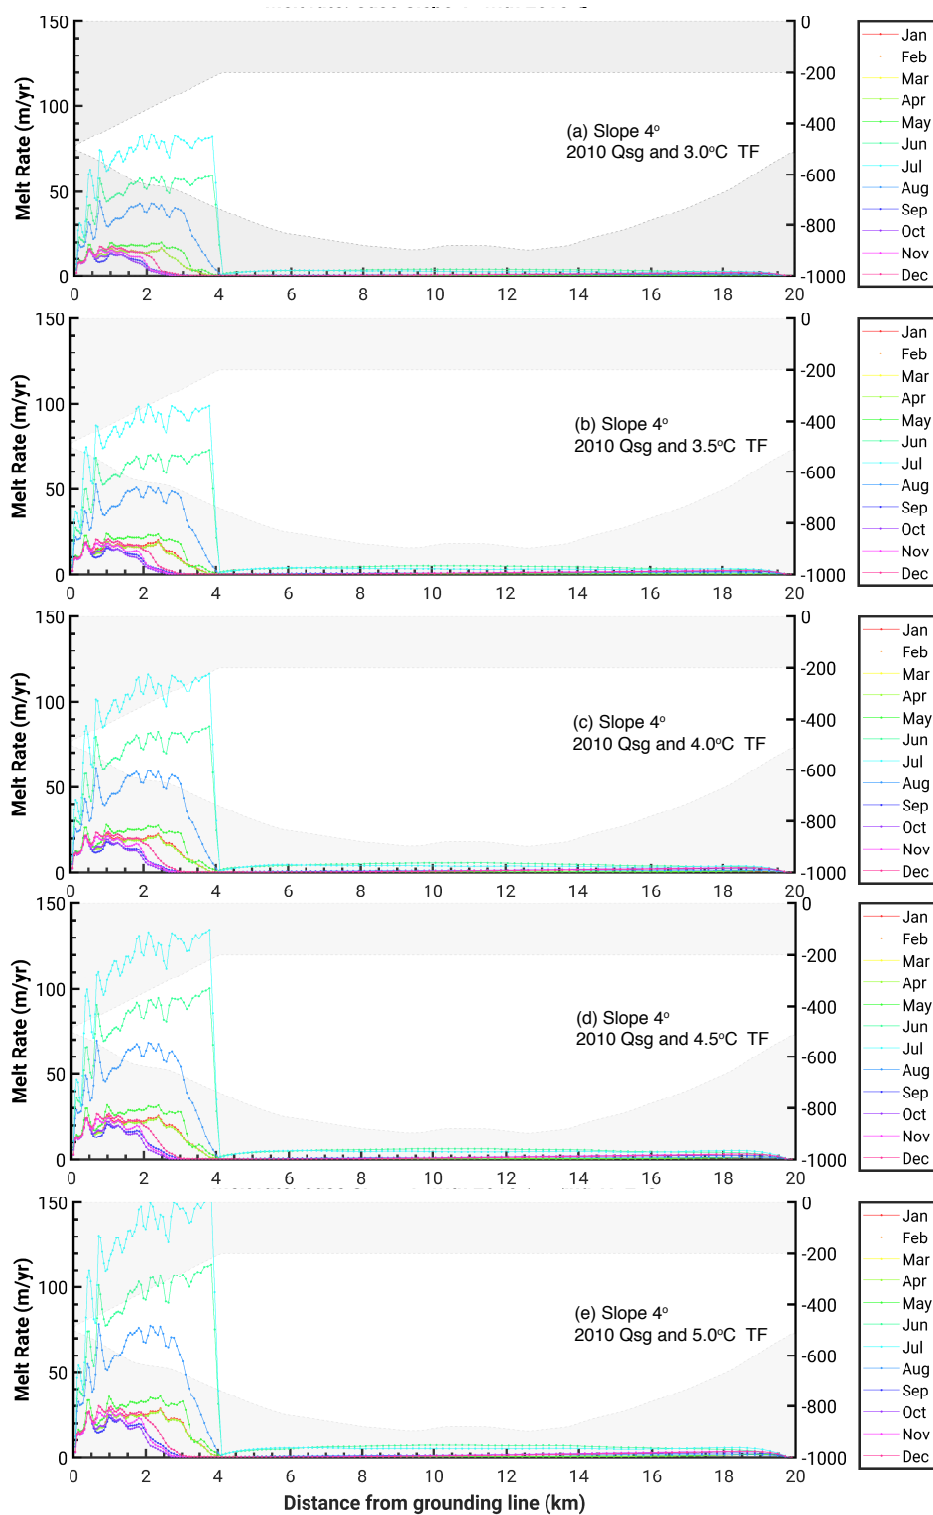 150
100
50
0
Melt Rate (m/yr)
0
-200
-400
-600
-800
-1000
0 2 4 6 8 10 12 14 16 18 20
(a) Slope 4°
2010 Qsg and 3.0°C TF
Jan
Feb
Mar
Apr
May
Jun
Jul
Aug
Sep
Oct
Nov
Dec
150
100
50
0
Melt Rate (m/yr)
0
-200
-400
-600
-800
-1000
0 2 4 6 8 10 12 14 16 18 20
(b) Slope 4°
2010 Qsg and 3.5°C TF
Jan
Feb
Mar
Apr
May
Jun
Jul
Aug
Sep
Oct
Nov
Dec
150
100
50
0
Melt Rate (m/yr)
0
-200
-400
-600
-800
-1000
0 2 4 6 8 10 12 14 16 18 20
(c) Slope 4°
2010 Qsg and 4.0°C TF
Jan
Feb
Mar
Apr
May
Jun
Jul
Aug
Sep
Oct
Nov
Dec
150
100
50
0
Melt Rate (m/yr)
0
-200
-400
-600
-800
-1000
0 2 4 6 8 10 12 14 16 18 20
(d) Slope 4°
2010 Qsg and 4.5°C TF
Jan
Feb
Mar
Apr
May
Jun
Jul
Aug
Sep
Oct
Nov
Dec
150
100
50
0
Melt Rate (m/yr)
0
-200
-400
-600
-800
-1000
0 2 4 6 8 10 12 14 16 18 20
(e) Slope 4°
2010 Qsg and 5.0°C TF
Jan
Feb
Mar
Apr
May
Jun
Jul
Aug
Sep
Oct
Nov
Dec
Distance from grounding line (km)